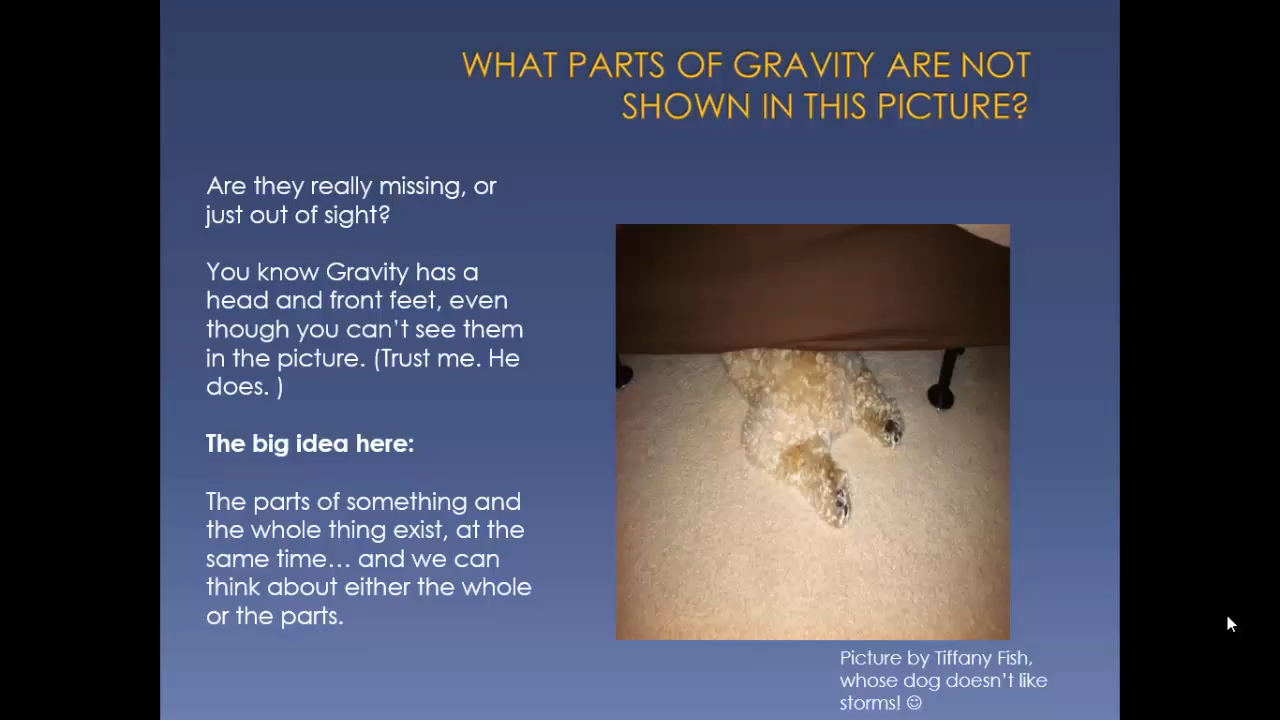 WHAT PARTS OF GRAVITY ARE NOT
SHOWN IN THIS PICTURE?
Are they really missing, or
just out of sight?
You know Gravity has a
head and front feet, even
though you can’t see them
in the picture. (Trust me. He
does. )
The big idea here:
The parts of something and
the whole thing exist, at the
same time… and we can
think about either the whole
or the parts.
Picture by Tiffany Fish,
whose dog doesn’t like
storms! ☺